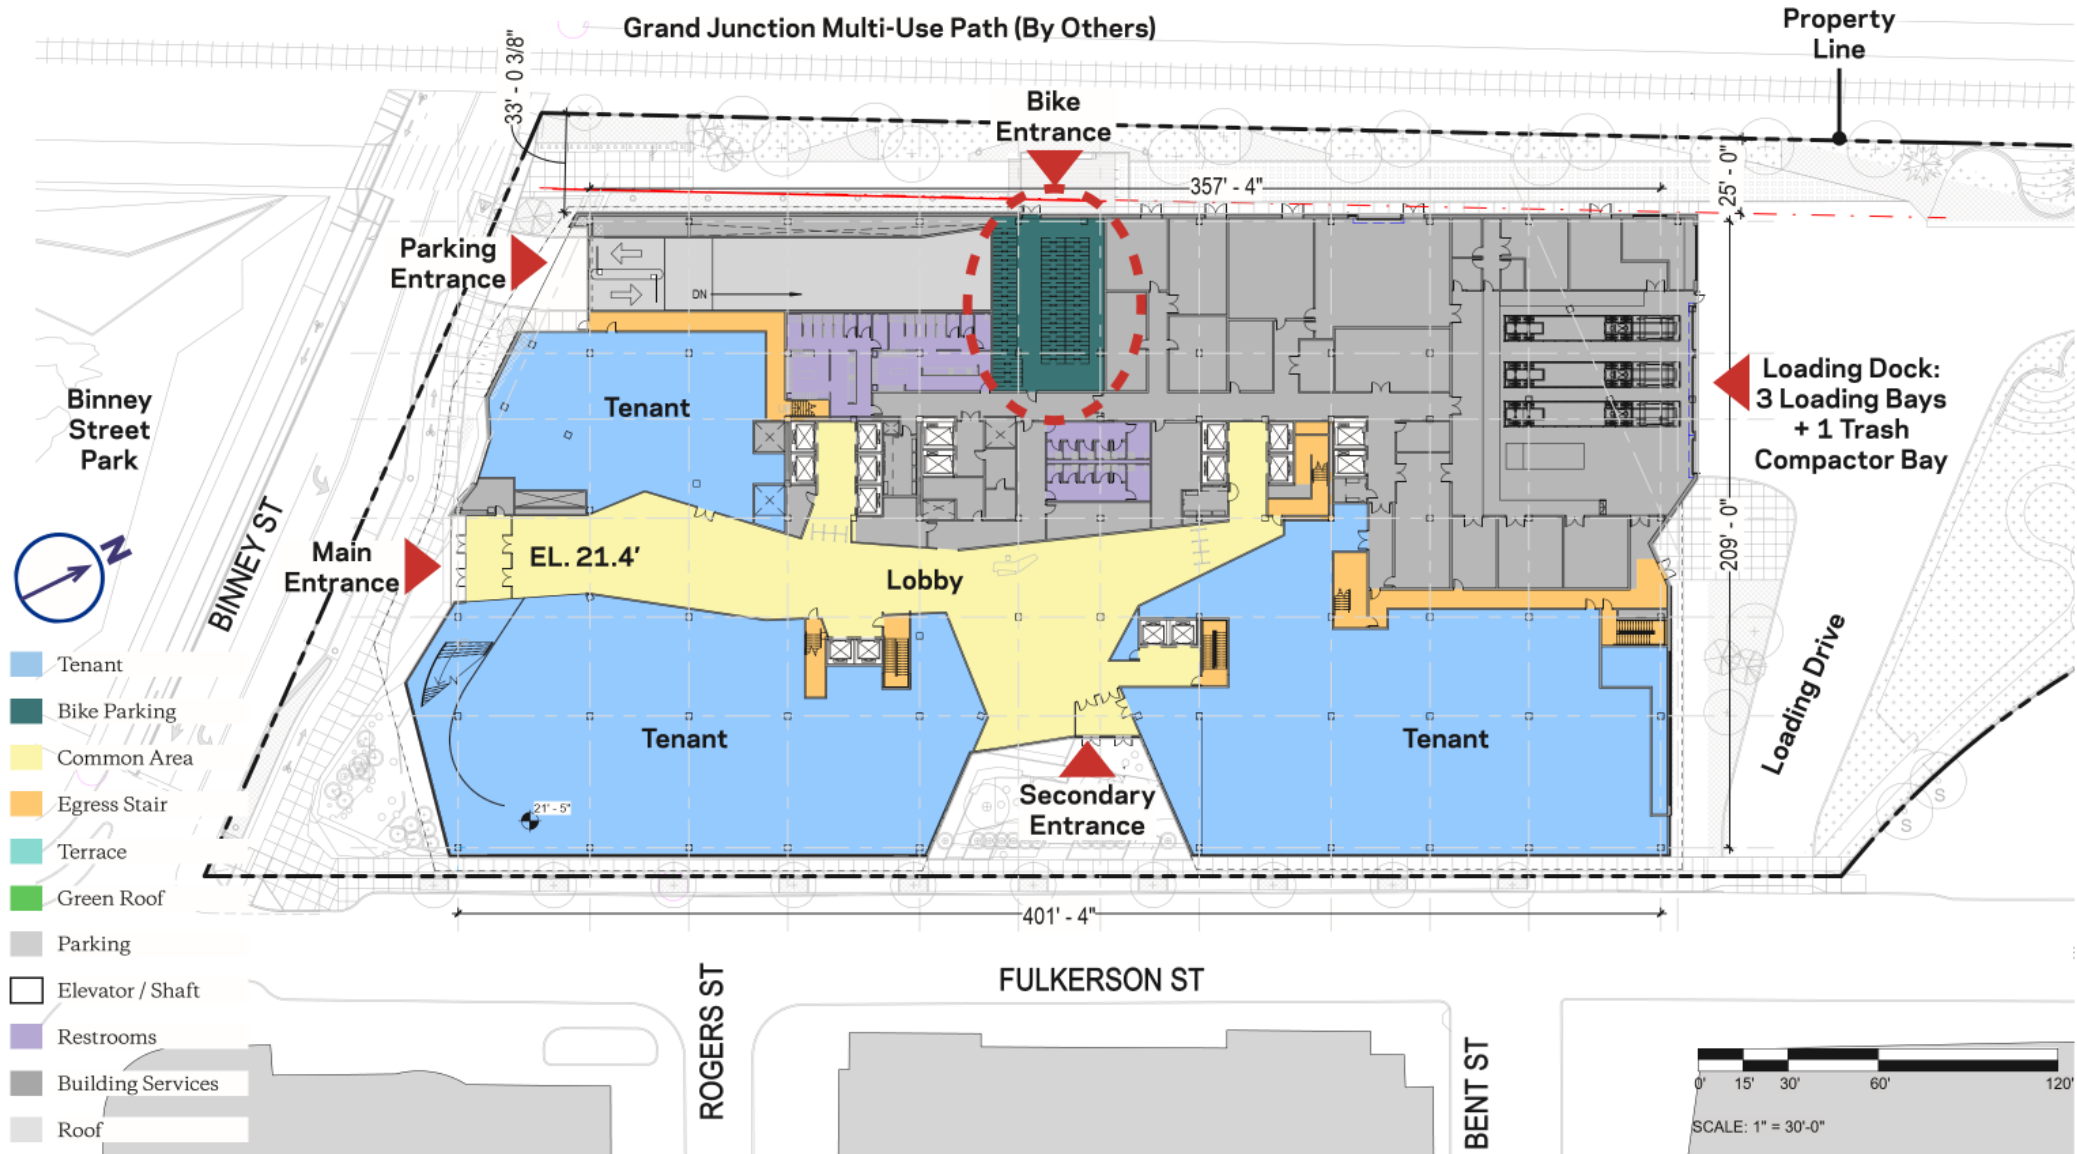 Grand Junction Multi-Use Path (By Others)
Property
Line
33' - 0 3/8"
Bike
Entrance
25' - 0"
357' - 4"
Parking
Entrance
DN
Binney
Street
Park
Tenant
Loading Dock:
3 Loading Bays
+ 1 Trash
Compactor Bay
BINNEY ST
N
Main
Entrance
EL. 21.4'
Lobby
209' - 0"
Loading Drive
Tenant
Tenant
21' - 5"
Secondary
Entrance
S
S
401' - 4"
FULKERSON ST
ROGERS ST
BENT ST
Tenant
Bike Parking
Common Area
Egress Stair
Terrace
Green Roof
Parking
Elevator / Shaft
Restrooms
Building Services
Roof
0' 15' 30' 60' 120'
SCALE: 1" = 30'-0"